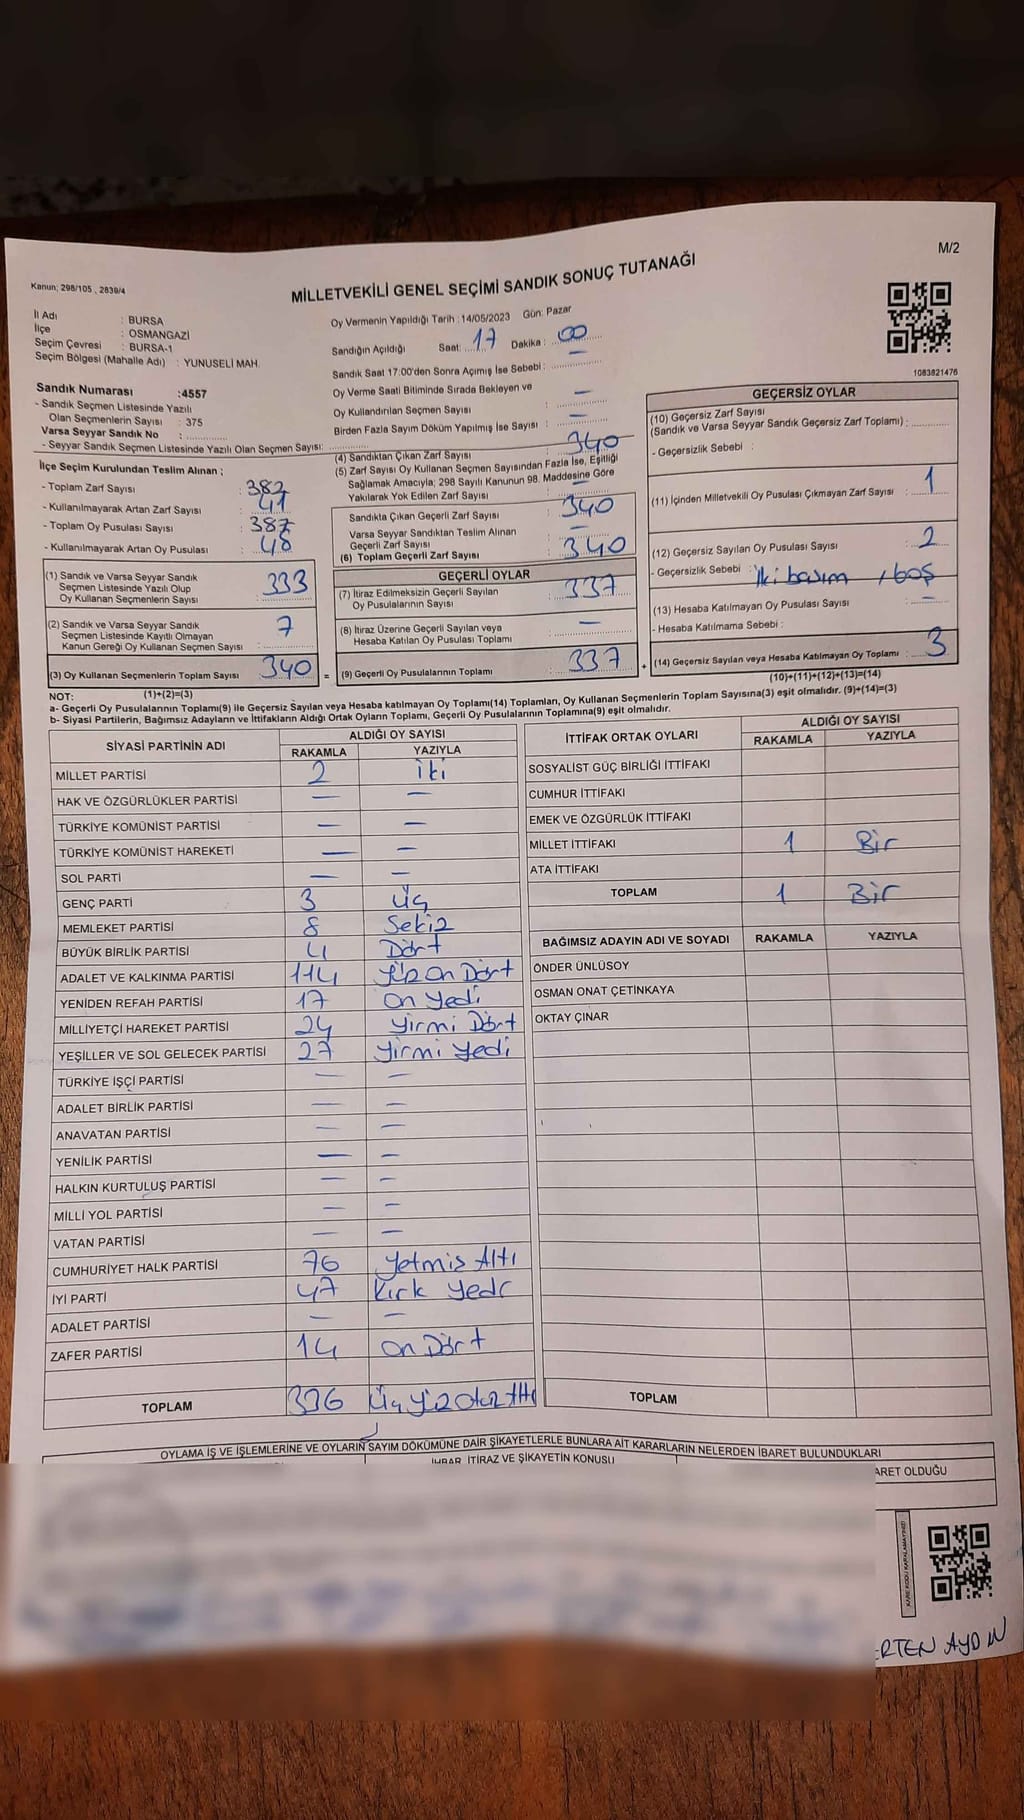 M/2
Kanun; 298/105 , 2839/4
MİLLETVEKİLİ GENEL SEÇİMİ SANDIK SONUÇ TUTANAĞI
İl Adı : BURSA
İlçe : OSMANGAZİ
Seçim Çevresi : BURSA-1
Seçim Bölgesi (Mahalle Adı) : YUNUSELİ MAH.
Oy Vermenin Yapıldığı Tarih : 14/05/2023 Gün: Pazar
Sandığın Açıldığı Saat: 17 Dakika : 00
Sandık Saat 17:00'den Sonra Açımış İse Sebebi : —
Oy Verme Saati Bitiminde Sırada Bekleyen ve
Oy Kullandırılan Seçmen Sayısı : —
Birden Fazla Sayım Döküm Yapılmış İse Sayısı : —
1083821476
Sandık Numarası :4557
- Sandık Seçmen Listesinde Yazılı
Olan Seçmenlerin Sayısı : 375
Varsa Seyyar Sandık No :
- Seyyar Sandık Seçmen Listesinde Yazılı Olan Seçmen Sayısı:
İlçe Seçim Kurulundan Teslim Alınan ;
- Toplam Zarf Sayısı : 382
- Kullanılmayarak Artan Zarf Sayısı : 41
- Toplam Oy Pusulası Sayısı : 387
- Kullanılmayarak Artan Oy Pusulası : 48
(1) Sandık ve Varsa Seyyar Sandık
Seçmen Listesinde Yazılı Olup
Oy Kullanan Seçmenlerin Sayısı : 333
(2) Sandık ve Varsa Seyyar Sandık
Seçmen Listesinde Kayıtlı Olmayan
Kanun Gereği Oy Kullanan Seçmen Sayısı : 7
(3) Oy Kullanan Seçmenlerin Toplam Sayısı : 340
(1)+(2)=(3)
(4) Sandıktan Çıkan Zarf Sayısı : 340
(5) Zarf Sayısı Oy Kullanan Seçmen Sayısından Fazla İse, Eşitliği
Sağlamak Amacıyla; 298 Sayılı Kanunun 98. Maddesine Göre
Yakılarak Yok Edilen Zarf Sayısı : —
Sandıkta Çıkan Geçerli Zarf Sayısı : 340
Varsa Seyyar Sandıktan Teslim Alınan
Geçerli Zarf Sayısı : —
(6) Toplam Geçerli Zarf Sayısı : 340
GEÇERLİ OYLAR
(7) İtiraz Edilmeksizin Geçerli Sayılan
Oy Pusulalarının Sayısı : 337
(8) İtiraz Üzerine Geçerli Sayılan veya
Hesaba Katılan Oy Pusulası Toplamı : —
= (9) Geçerli Oy Pusulalarının Toplamı : 337
GEÇERSİZ OYLAR
(10) Geçersiz Zarf Sayısı
(Sandık ve Varsa Seyyar Sandık Geçersiz Zarf Toplamı) :
- Geçersizlik Sebebi :
(11) İçinden Milletvekili Oy Pusulası Çıkmayan Zarf Sayısı : 1
(12) Geçersiz Sayılan Oy Pusulası Sayısı : 2
- Geçersizlik Sebebi : iki basım 1 boş
(13) Hesaba Katılmayan Oy Pusulası Sayısı : —
- Hesaba Katılmama Sebebi :
+ (14) Geçersiz Sayılan veya Hesaba Katılmayan Oy Toplamı : 3
(10)+(11)+(12)+(13)=(14)
NOT:
a- Geçerli Oy Pusulalarının Toplamı(9) ile Geçersiz Sayılan veya Hesaba katılmayan Oy Toplamı(14) Toplamları, Oy Kullanan Seçmenlerin Toplam Sayısına(3) eşit olmalıdır. (9)+(14)=(3)
b- Siyasi Partilerin, Bağımsız Adayların ve İttifakların Aldığı Ortak Oyların Toplamı, Geçerli Oy Pusulalarının Toplamına(9) eşit olmalıdır.
SİYASİ PARTİNİN ADI ALDIĞI OY SAYISI
RAKAMLA YAZIYLA
MİLLET PARTİSİ 2 iki
HAK VE ÖZGÜRLÜKLER PARTİSİ — —
TÜRKİYE KOMÜNİST PARTİSİ — —
TÜRKİYE KOMÜNİST HAREKETİ — —
SOL PARTİ — —
GENÇ PARTİ 3 Üç
MEMLEKET PARTİSİ 8 Sekiz
BÜYÜK BİRLİK PARTİSİ 4 Dört
ADALET VE KALKINMA PARTİSİ 114 Yüz On Dört
YENİDEN REFAH PARTİSİ 17 On Yedi
MİLLİYETÇİ HAREKET PARTİSİ 24 Yirmi Dört
YEŞİLLER VE SOL GELECEK PARTİSİ 27 Yirmi Yedi
TÜRKİYE İŞÇİ PARTİSİ — —
ADALET BİRLİK PARTİSİ — —
ANAVATAN PARTİSİ — —
YENİLİK PARTİSİ — —
HALKIN KURTULUŞ PARTİSİ — —
MİLLİ YOL PARTİSİ — —
VATAN PARTİSİ — —
CUMHURİYET HALK PARTİSİ 76 Yetmis Altı
İYİ PARTİ 47 Kırk Yedi
ADALET PARTİSİ — —
ZAFER PARTİSİ 14 On Dört
TOPLAM 336 Üç Yüz Otuz Altı
İTTİFAK ORTAK OYLARI ALDIĞI OY SAYISI
RAKAMLA YAZIYLA
SOSYALİST GÜÇ BİRLİĞİ İTTİFAKI
CUMHUR İTTİFAKI
EMEK VE ÖZGÜRLÜK İTTİFAKI
MİLLET İTTİFAKI 1 Bir
ATA İTTİFAKI
TOPLAM 1 Bir
BAĞIMSIZ ADAYIN ADI VE SOYADI RAKAMLA YAZIYLA
ÖNDER ÜNLÜSOY
OSMAN ONAT ÇETİNKAYA
OKTAY ÇINAR
TOPLAM
OYLAMA İŞ VE İŞLEMLERİNE VE OYLARIN SAYIM DÖKÜMÜNE DAİR ŞİKAYETLERLE BUNLARA AİT KARARLARIN NELERDEN İBARET BULUNDUKLARI
İHBAR, İTİRAZ VE ŞİKAYETİN KONUSU
ARET OLDUĞU
KARE KODU KARALAMAYINIZ!
ERTEN AYDIN